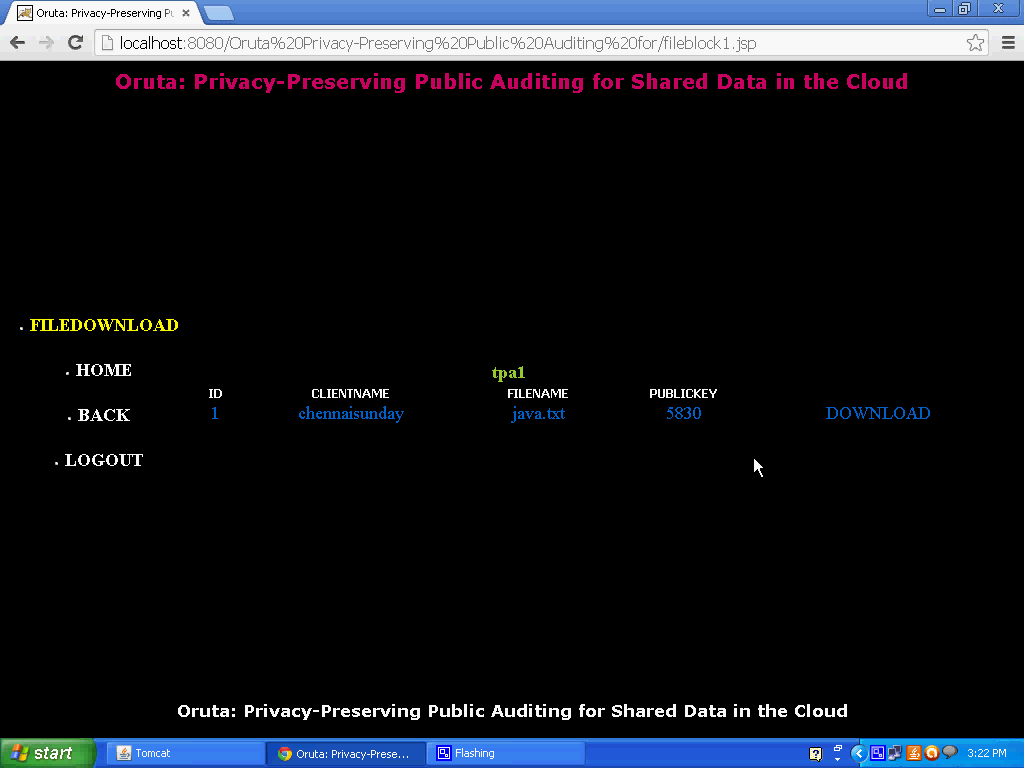 Oruta: Privacy-Preserving Pu
localhost:8080/Oruta%20Privacy-Preserving%20Public%20Auditing%20for/fileblock1.jsp
Oruta: Privacy-Preserving Public Auditing for Shared Data in the Cloud
FILEDOWNLOAD
HOME
tpa1
ID CLIENTNAME FILENAME PUBLICKEY
BACK
1 chennaisunday java.txt 5830 DOWNLOAD
LOGOUT
Oruta: Privacy-Preserving Public Auditing for Shared Data in the Cloud
start Tomcat Oruta: Privacy-Prese... Flashing 3:22 PM